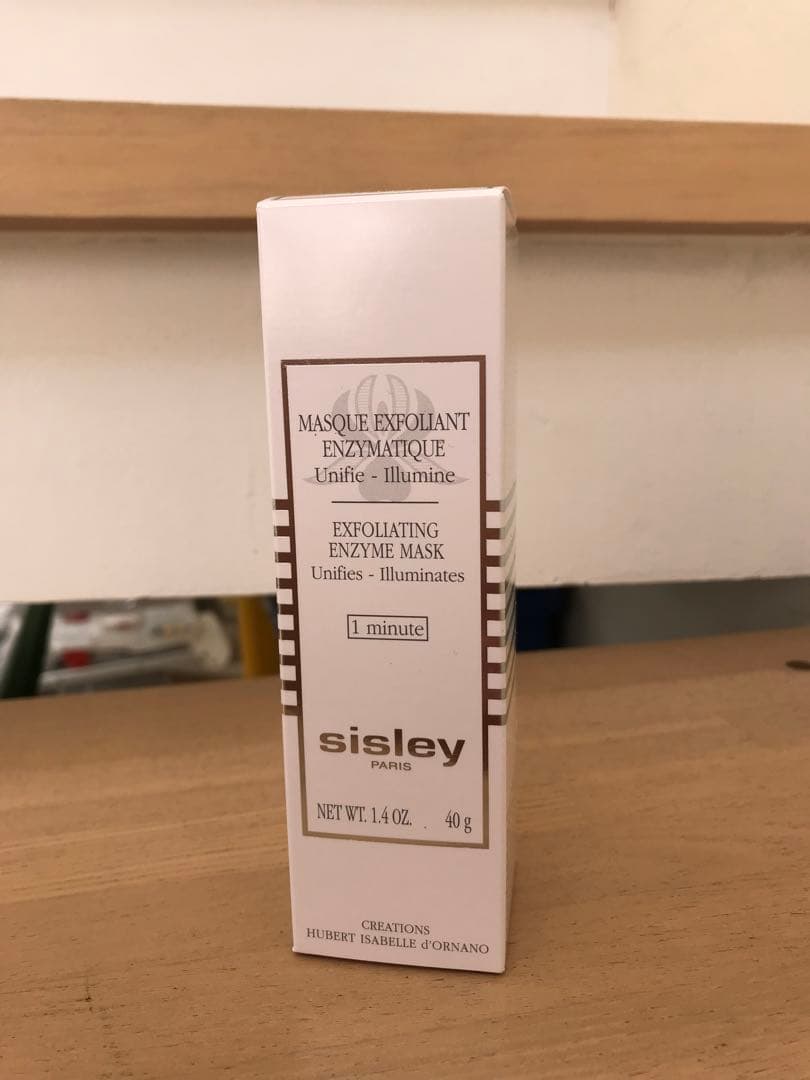 MASQUE EXFOLIANT
ENZYMATIQUE
Unifie - Illumine
EXFOLIATING
ENZYME MASK
Unifies - Illuminates
1 minute
sisley
PARIS
NET WT. 1.4 OZ. 40 g
CREATIONS
HUBERT ISABELLE d'ORNANO